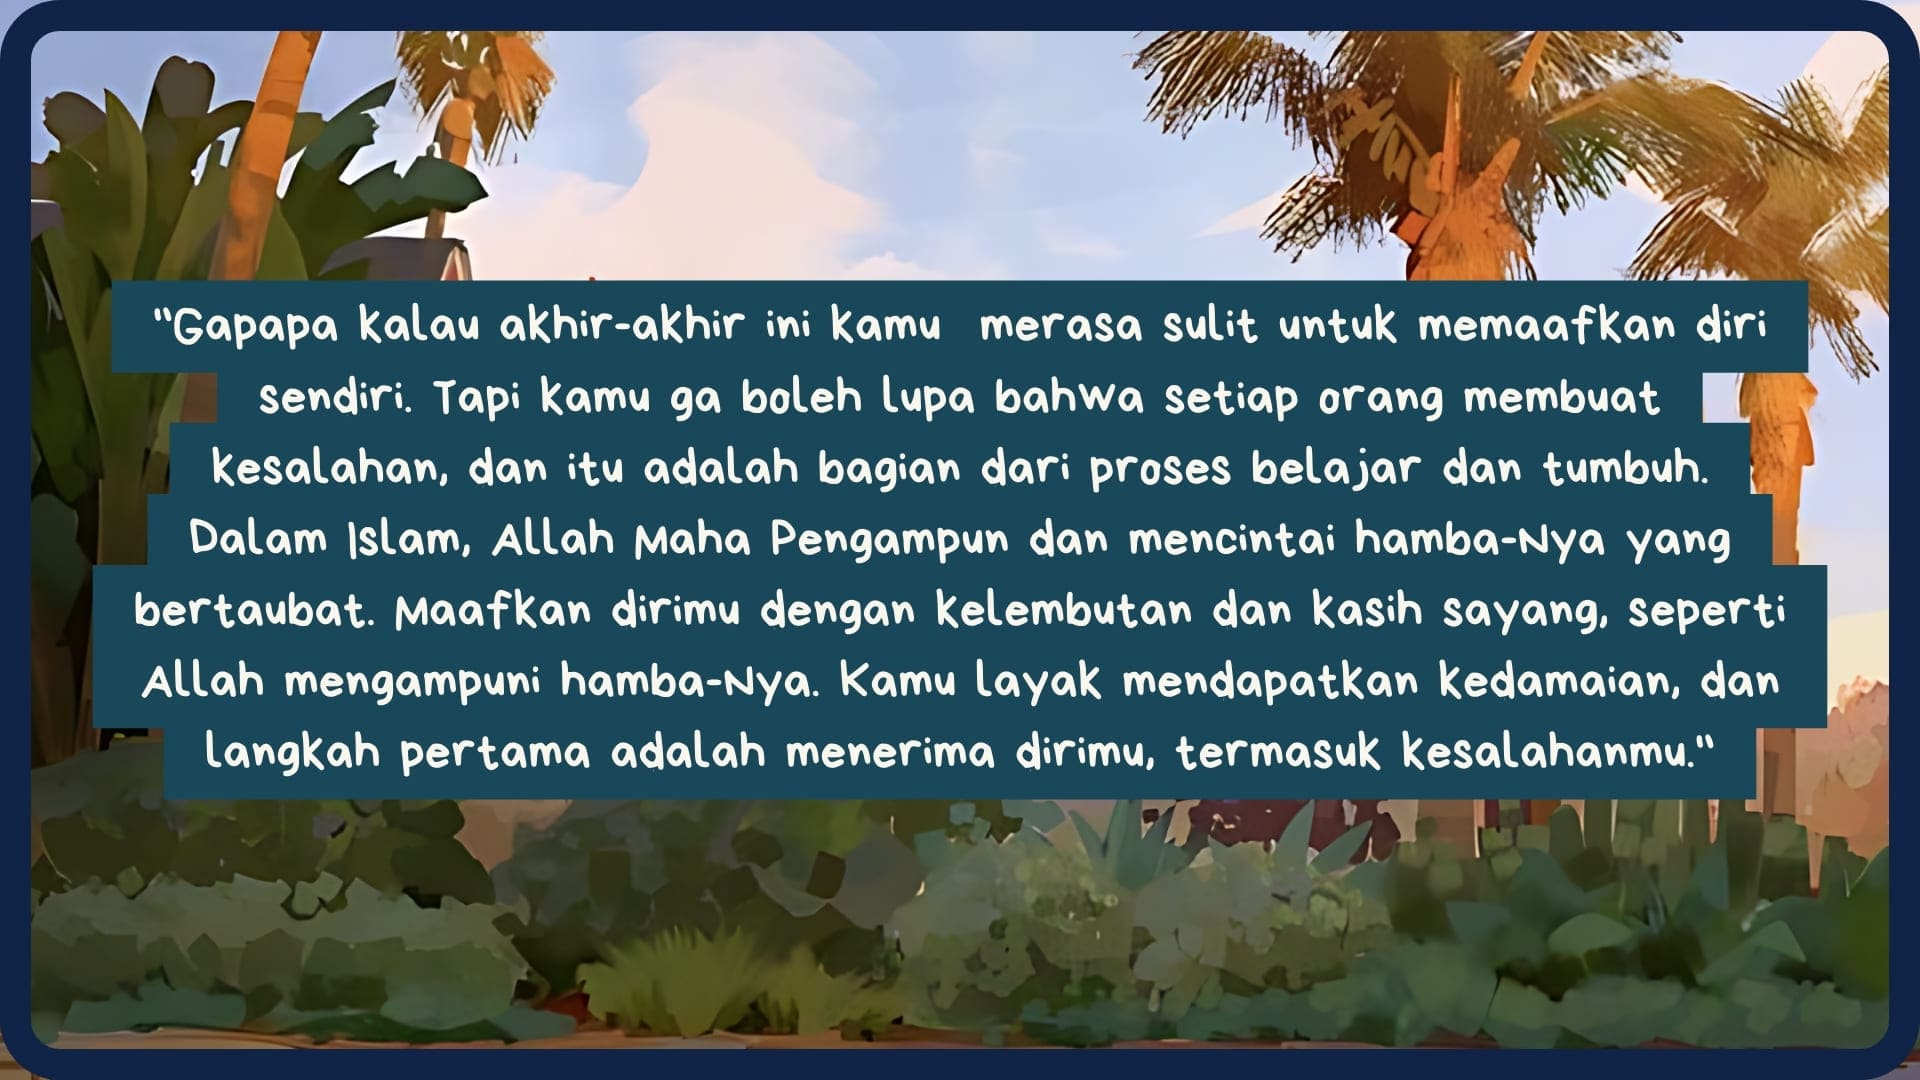 "Gapapa kalau akhir-akhir ini kamu  merasa sulit untuk memaafkan diri
sendiri. Tapi kamu ga boleh lupa bahwa setiap orang membuat
kesalahan, dan itu adalah bagian dari proses belajar dan tumbuh.
Dalam Islam, Allah Maha Pengampun dan mencintai hamba-Nya yang
bertaubat. Maafkan dirimu dengan kelembutan dan kasih sayang, seperti
Allah mengampuni hamba-Nya. Kamu layak mendapatkan kedamaian, dan
langkah pertama adalah menerima dirimu, termasuk kesalahanmu."